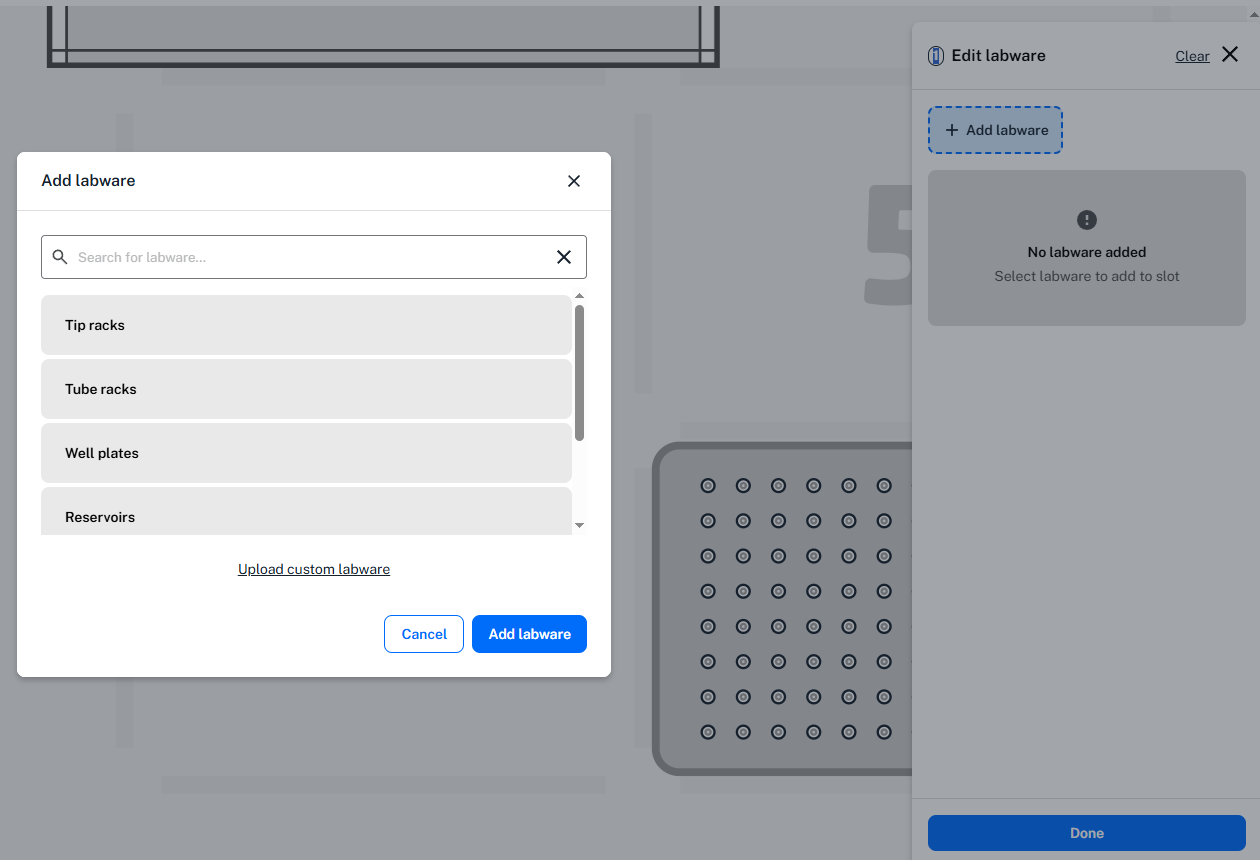 Edit labware
Clear
Add labware
No labware added
Select labware to add to slot
5
Add labware
Search for labware...
Tip racks
Tube racks
Well plates
Reservoirs
Upload custom labware
Cancel
Add labware
Done